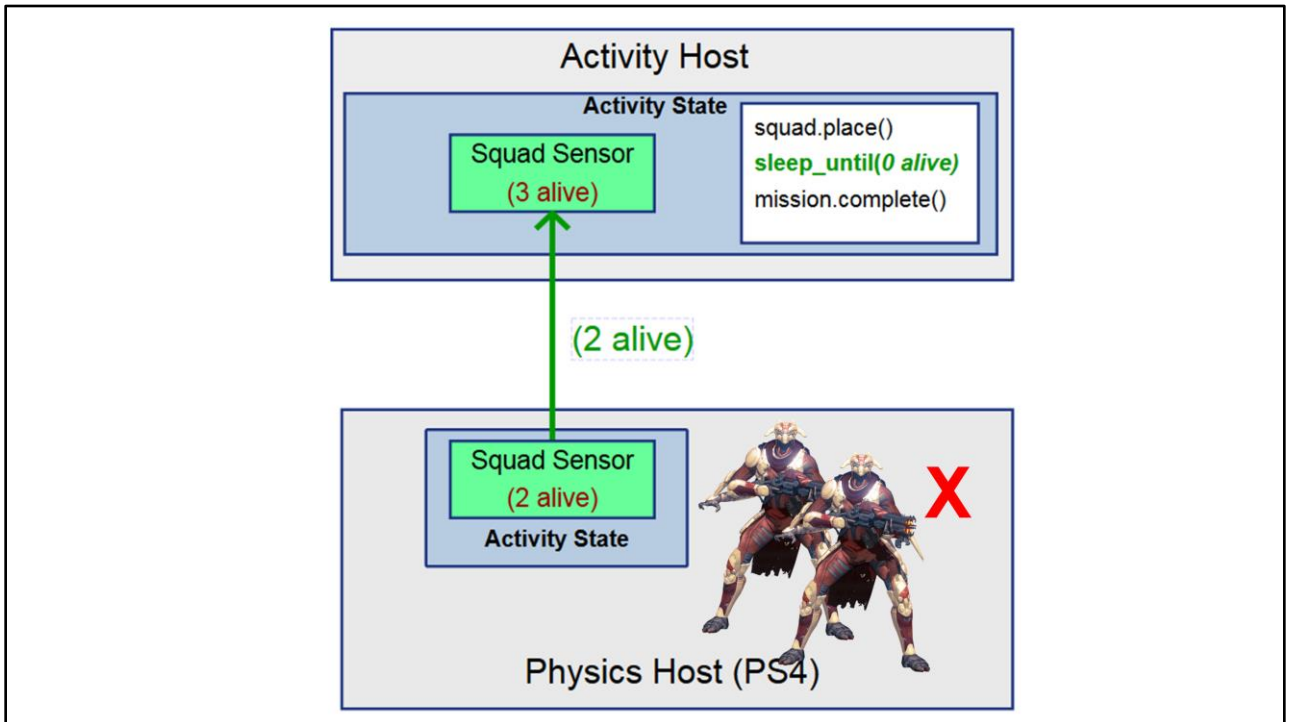 Activity Host
Activity State
Squad Sensor
(3 alive)
squad.place()
sleep_until(0 alive)
mission.complete()
(2 alive)
Squad Sensor
(2 alive)
Activity State
X
Physics Host (PS4)